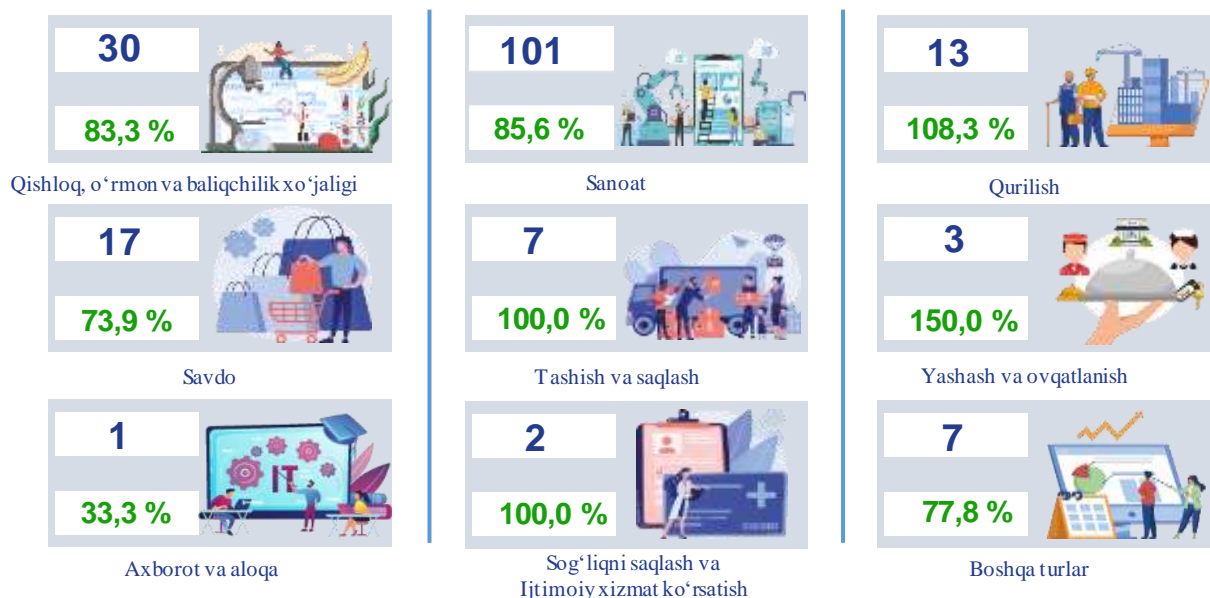 30
83,3 %
Qishloq, o‘rmon va baliqchilik xo‘jaligi
101
85,6 %
Sanoat
13
108,3 %
Qurilish
17
73,9 %
Savdo
7
100,0 %
Tashish va saqlash
3
150,0 %
Yashash va ovqatlanish
1
33,3 %
IT
Axborot va aloqa
2
100,0 %
Sog‘liqni saqlash va
Ijtimoiy xizmat ko‘rsatish
7
77,8 %
Boshqa turlar